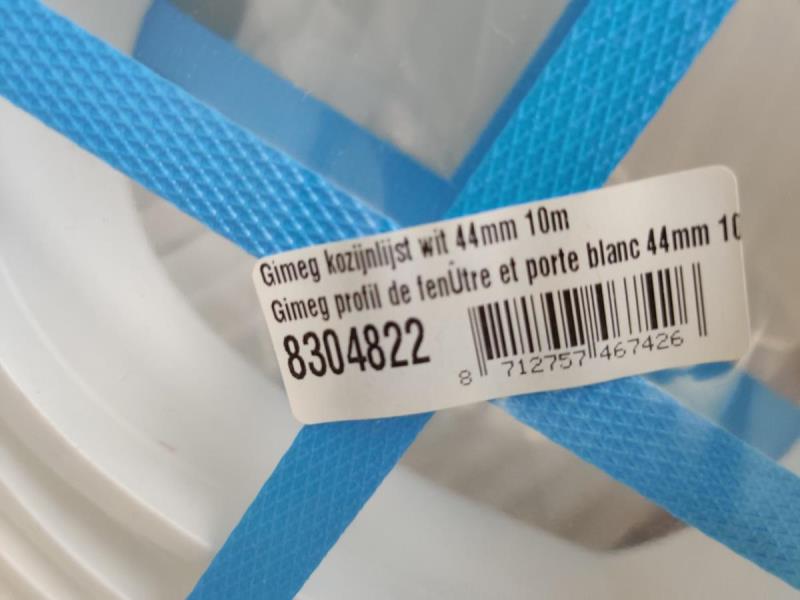 Gimeg kozijnlijst wit 44mm 10m
Gimeg profil de fenÛtre et porte blanc 44mm 10
8304822
8 712757 467426